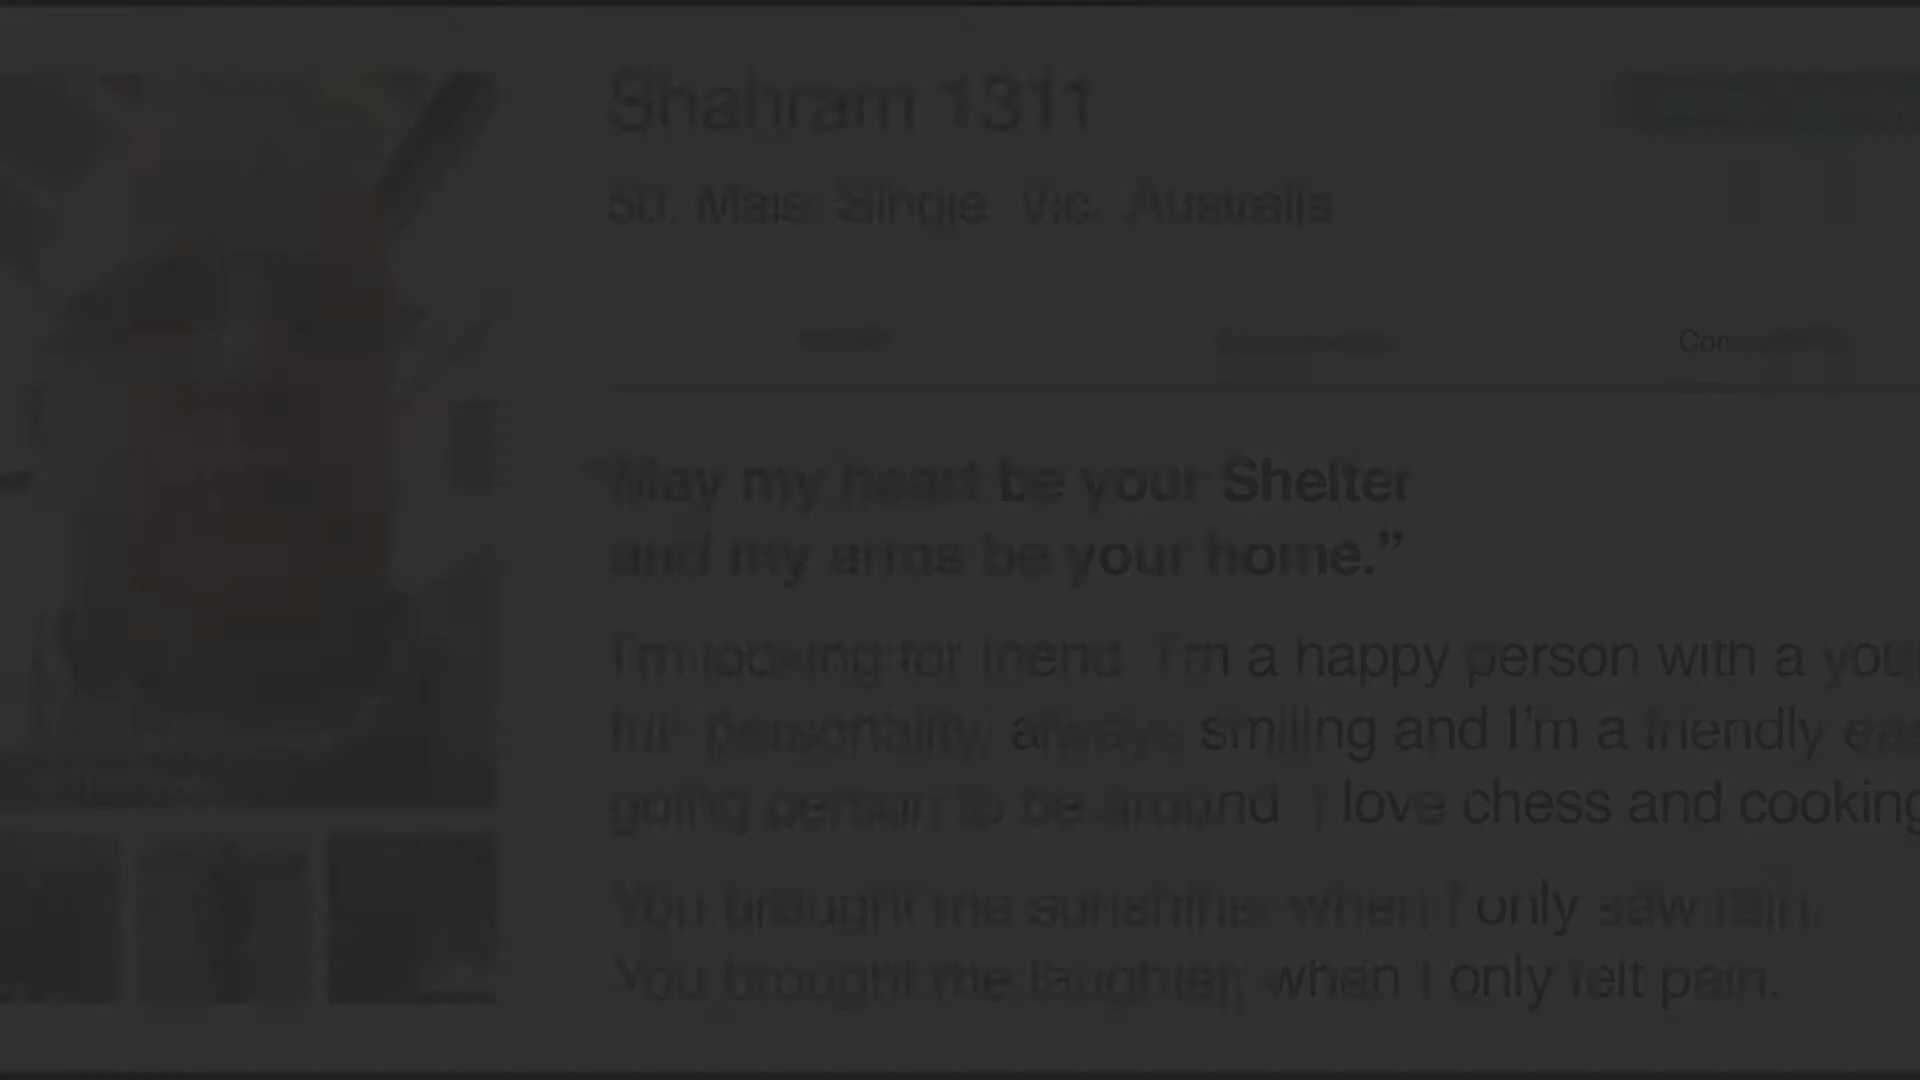 Shahram 1311
50 Male Single Vic. Australia
"May my heart be your Shelter
and my arms be your home.”
I'm looking for friend. I'm a happy person with a
personality, always smiling and I’m a friendly
going person to be around. I love chess and cooking
You brought me sunshine, when I only saw rain.
You brought me laughter, when I only felt pain.